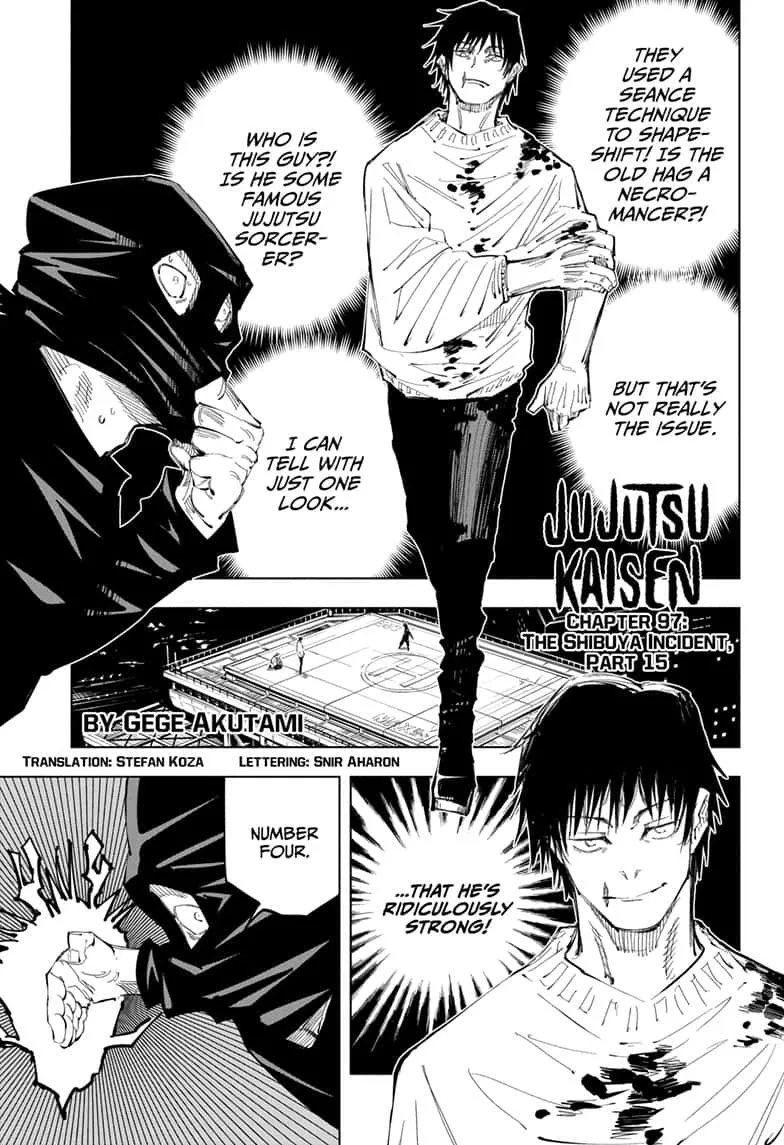 THEY
USED A
SEANCE
TECHNIQUE
TO SHAPE-
SHIFT! IS THE
OLD HAG A
NECRO-
MANCER?!
WHO IS
THIS GUY?!
IS HE SOME
FAMOUS
JUJUTSU
SORCER-
ER?
BUT THAT'S
NOT REALLY
THE ISSUE.
I CAN
TELL WITH
JUST ONE
LOOK...
JUJUTSU
KAISEN
CHAPTER 97:
THE SHIBUYA INCIDENT,
PART 15
BY GEGE AKUTAMI
TRANSLATION: STEFAN KOZA LETTERING: SNIR AHARON
...THAT HE'S
RIDICULOUSLY
STRONG!
NUMBER
FOUR.